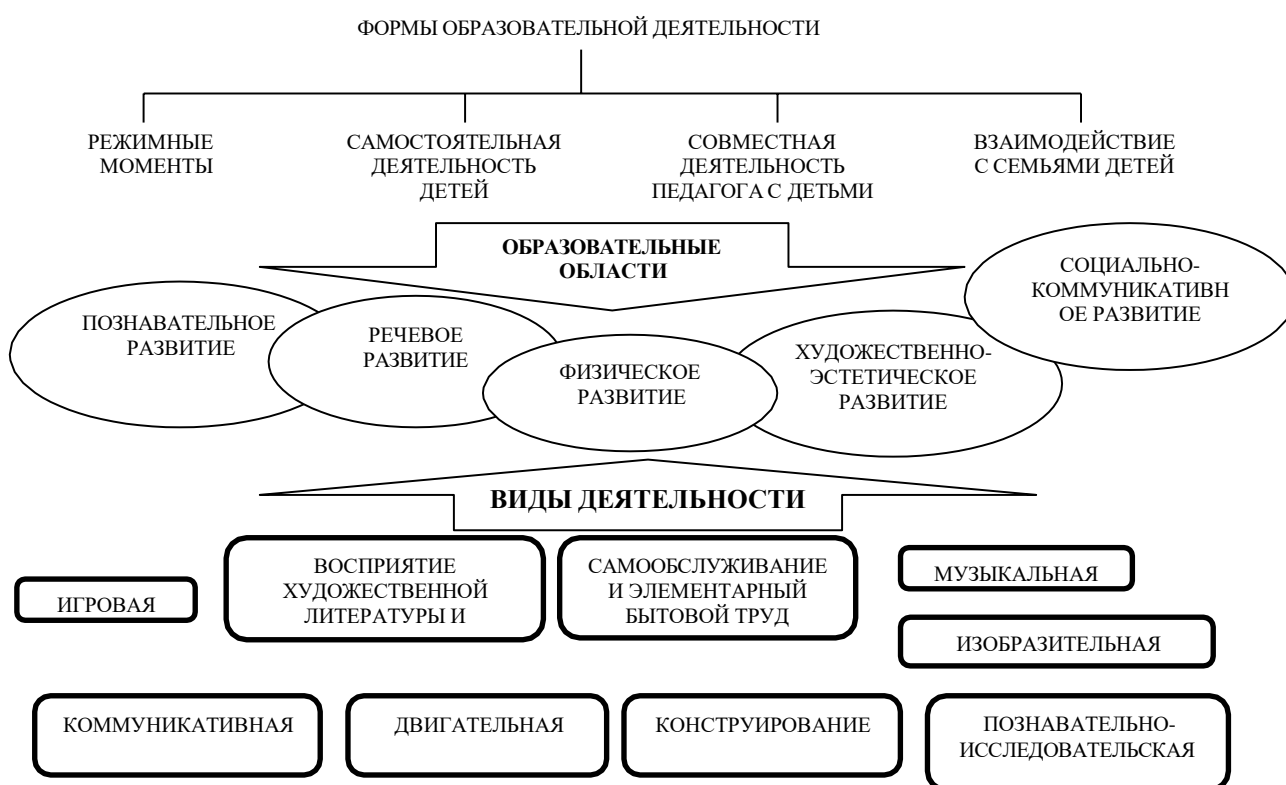 ФОРМЫ ОБРАЗОВАТЕЛЬНОЙ ДЕЯТЕЛЬНОСТИ
РЕЖИМНЫЕ
МОМЕНТЫ
САМОСТОЯТЕЛЬНАЯ
ДЕЯТЕЛЬНОСТЬ
ДЕТЕЙ
СОВМЕСТНАЯ
ДЕЯТЕЛЬНОСТЬ
ПЕДАГОГА С ДЕТЬМИ
ВЗАИМОДЕЙСТВИЕ
С СЕМЬЯМИ ДЕТЕЙ
ОБРАЗОВАТЕЛЬНЫЕ
ОБЛАСТИ
ПОЗНАВАТЕЛЬНОЕ
РАЗВИТИЕ
РЕЧЕВОЕ
РАЗВИТИЕ
ФИЗИЧЕСКОЕ
РАЗВИТИЕ
ХУДОЖЕСТВЕННО-
ЭСТЕТИЧЕСКОЕ
РАЗВИТИЕ
СОЦИАЛЬНО-
КОММУНИКАТИВН
ОЕ РАЗВИТИЕ
ВИДЫ ДЕЯТЕЛЬНОСТИ
ИГРОВАЯ
ВОСПРИЯТИЕ
ХУДОЖЕСТВЕННОЙ
ЛИТЕРАТУРЫ И
САМООБСЛУЖИВАНИЕ
И ЭЛЕМЕНТАРНЫЙ
БЫТОВОЙ ТРУД
МУЗЫКАЛЬНАЯ
ИЗОБРАЗИТЕЛЬНАЯ
КОММУНИКАТИВНАЯ
ДВИГАТЕЛЬНАЯ
КОНСТРУИРОВАНИЕ
ПОЗНАВАТЕЛЬНО-
ИССЛЕДОВАТЕЛЬСКАЯ